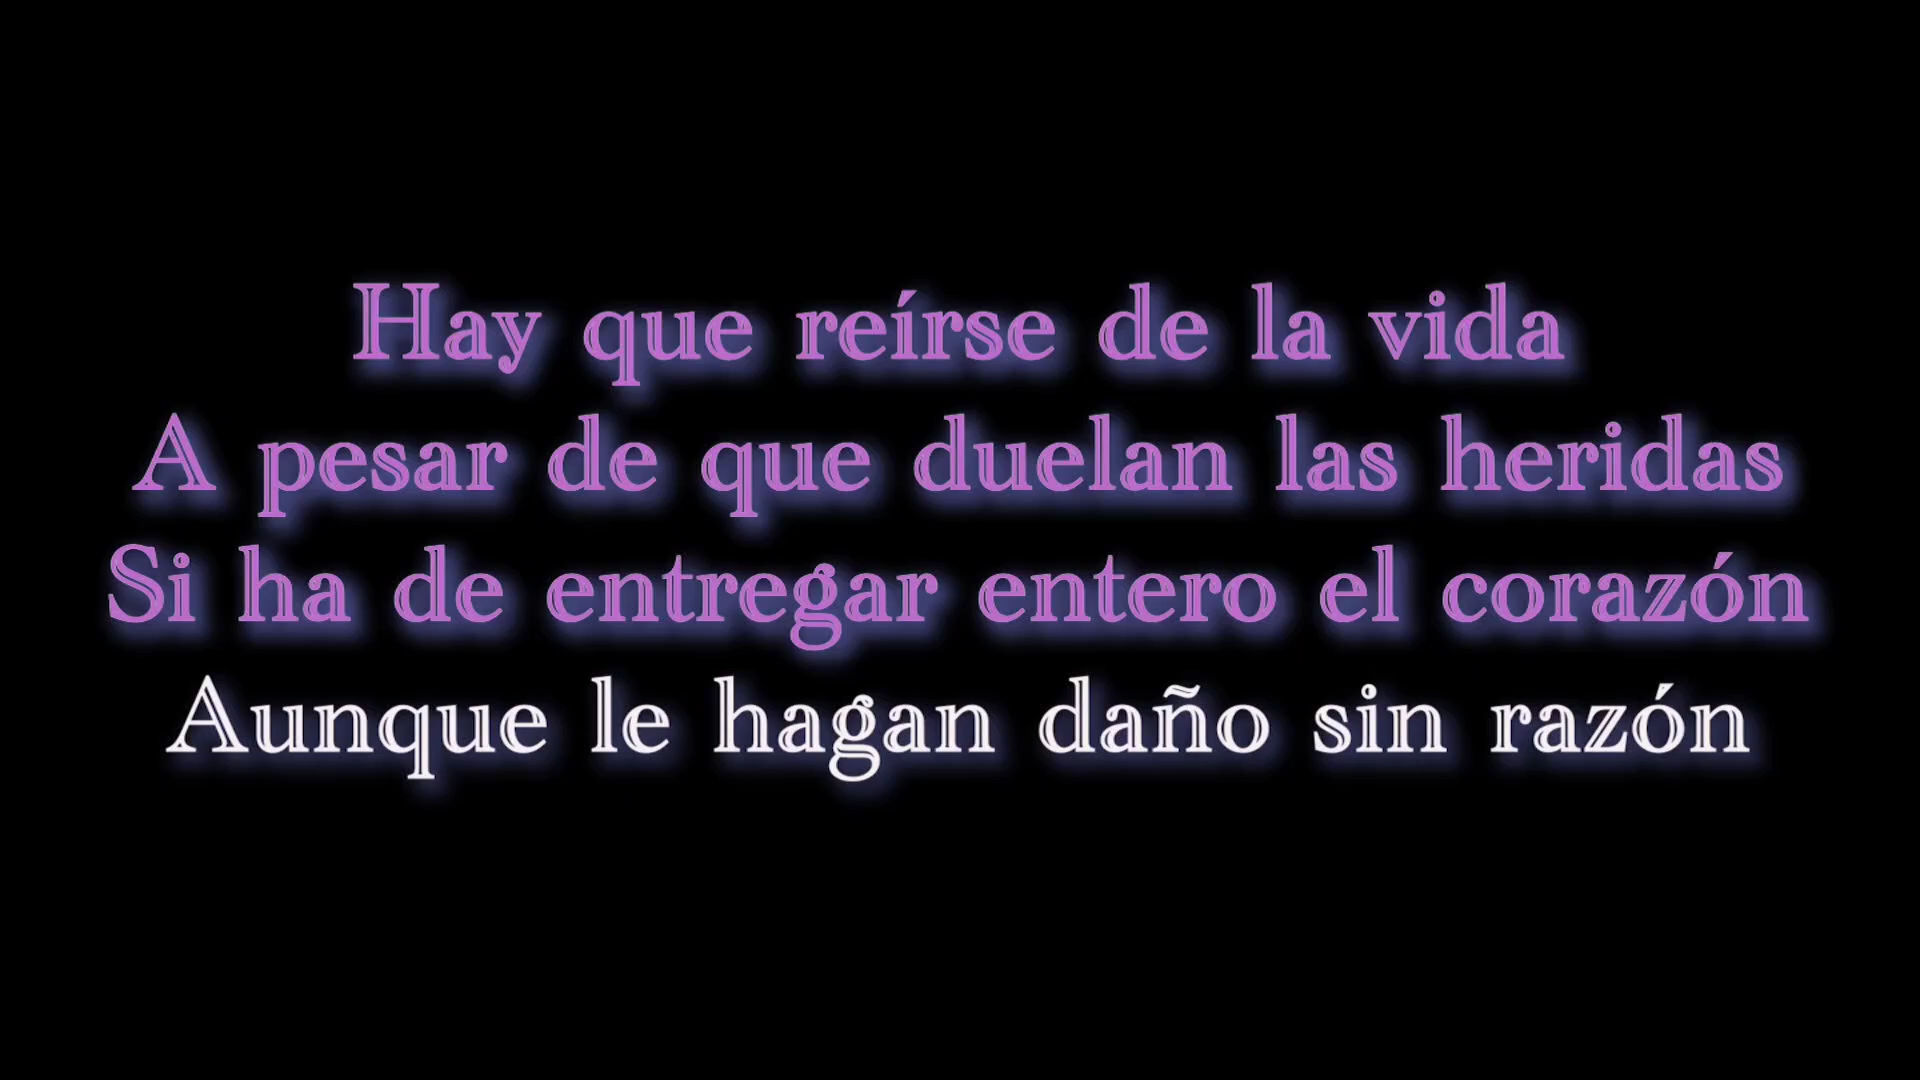 Hay que reírse de la vida
A pesar de que duelan las heridas
Si ha de entregar entero el corazón
Aunque le hagan daño sin razón